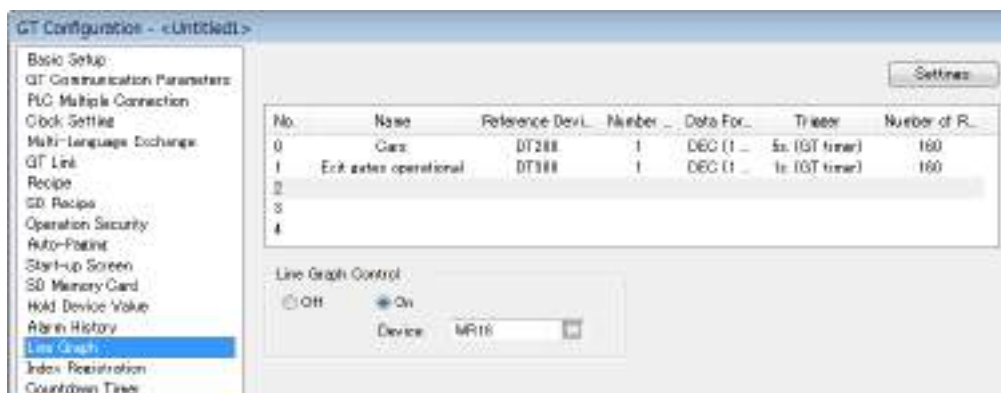 GT Configuration - <Untitled1>
Basic Setup
GT Communication Parameters
PLC Multiple Connection
Clock Setting
Multi-Language Exchange
GT Link
Recipe
SD Recipe
Operation Security
Auto-Paging
Start-up Screen
SD Memory Card
Hold Device Value
Alarm History
Line Graph
Index Registration
Countdown Timer
Settings
No. Name Reference Devi... Number ... Data For... Trigger Number of R...
0 Cars 1 DEC (1 ... 5s (GT timer) 160
1 Exit gates operational 1 DEC (1 ... 1s (GT timer) 160
2
3
4
Line Graph Control
Off On
Device